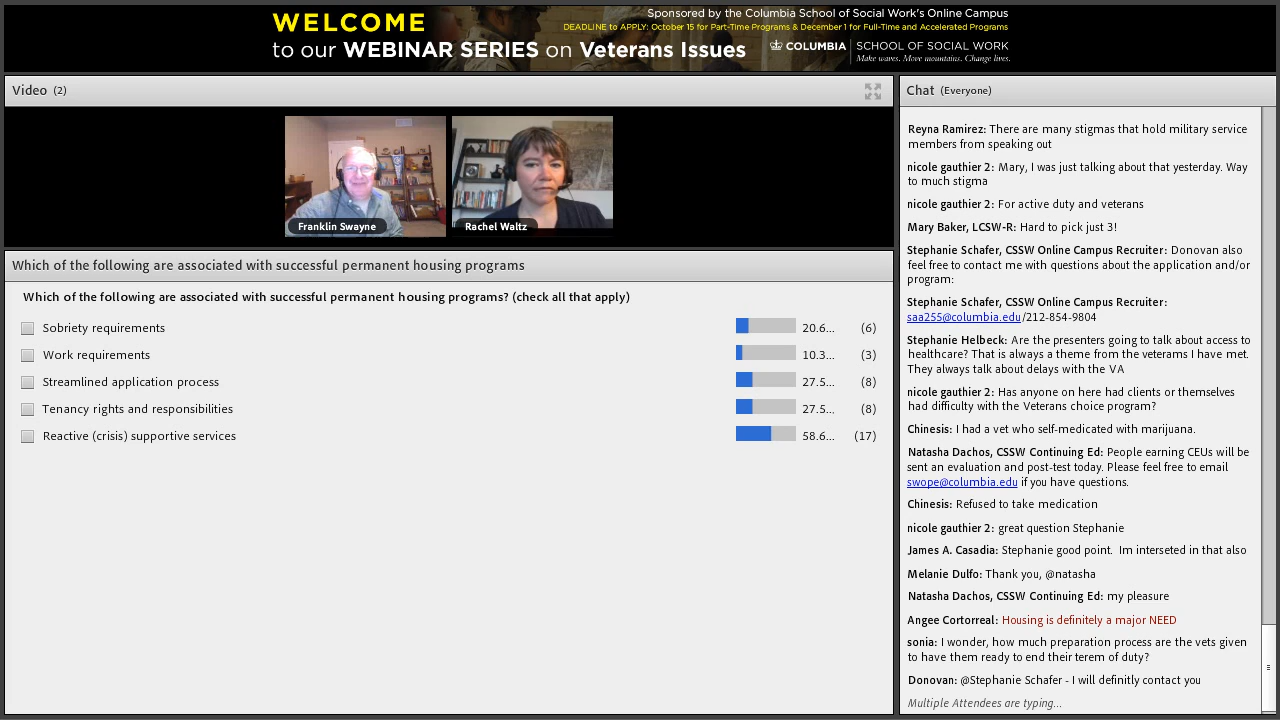 WELCOME
to our WEBINAR SERIES on Veterans Issues
Sponsored by the Columbia School of Social Work's Online Campus
DEADLINE to APPLY: October 15 for Part-Time Programs & December 1 for Full-Time and Accelerated Programs
COLUMBIA | SCHOOL OF SOCIAL WORK
Make waves. Move mountains. Change lives.
Video (2)
Franklin Swayne
Rachel Waltz
Which of the following are associated with successful permanent housing programs
Which of the following are associated with successful permanent housing programs? (check all that apply)
Sobriety requirements 20.6... (6)
Work requirements 10.3... (3)
Streamlined application process 27.5... (8)
Tenancy rights and responsibilities 27.5... (8)
Reactive (crisis) supportive services 58.6... (17)
Chat (Everyone)
Reyna Ramirez: There are many stigmas that hold military service
members from speaking out
nicole gauthier 2: Mary, I was just talking about that yesterday. Way
to much stigma
nicole gauthier 2: For active duty and veterans
Mary Baker, LCSW-R: Hard to pick just 3!
Stephanie Schafer, CSSW Online Campus Recruiter: Donovan also
feel free to contact me with questions about the application and/or
program:
Stephanie Schafer, CSSW Online Campus Recruiter:
saa255@columbia.edu/212-854-9804
Stephanie Helbeck: Are the presenters going to talk about access to
healthcare? That is always a theme from the veterams I have met.
They always talk about delays with the VA
nicole gauthier 2: Has anyone on here had clients or themselves
had difficulty with the Veterans choice program?
Chinesis: I had a vet who self-medicated with marijuana.
Natasha Dachos, CSSW Continuing Ed: People earning CEUs will be
sent an evaluation and post-test today. Please feel free to email
swope@columbia.edu if you have questions.
Chinesis: Refused to take medication
nicole gauthier 2: great question Stephanie
James A. Casadia: Stephanie good point. Im interseted in that also
Melanie Dulfo: Thank you, @natasha
Natasha Dachos, CSSW Continuing Ed: my pleasure
Angee Cortorreal: Housing is definitely a major NEED
sonia: I wonder, how much preparation process are the vets given
to have them ready to end their terem of duty?
Donovan: @Stephanie Schafer - I will definitly contact you
Multiple Attendees are typing...